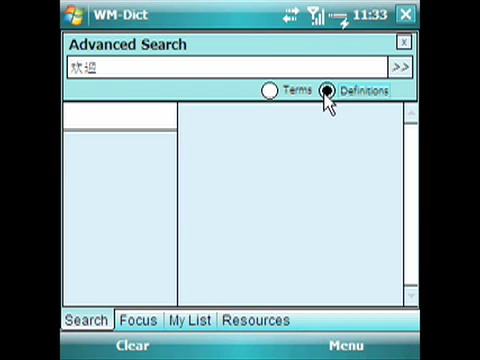 WM-Dict 11:33 X
Advanced Search x
欢迎 >>
Terms Definitions
Search Focus My List Resources
Clear Menu